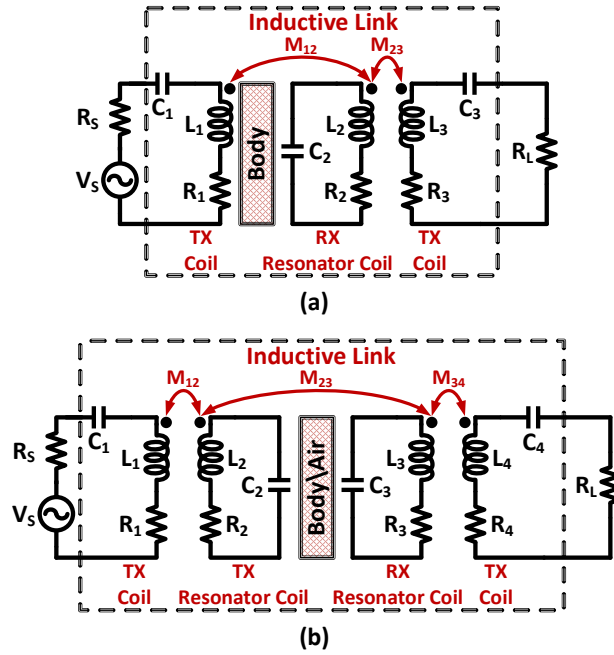 Inductive Link
M12 M23
C1 C3
RS L1 L2 L3 RL
C2
VS R1 R2 R3
Body
TX Coil
RX Resonator Coil
TX Coil
(a)
Inductive Link
M12 M23 M34
C1 C4
RS L1 L2 L3 L4 RL
C2 C3
VS R1 R2 R3 R4
Body\Air
TX Coil
TX Resonator Coil
RX Resonator Coil
TX Coil
(b)